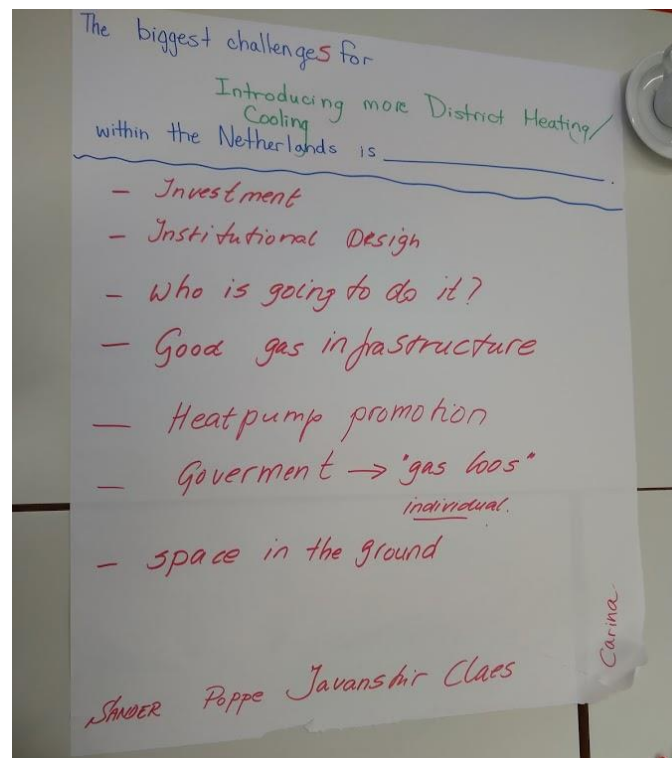 The biggest challenges for
Introducing more District Heating/
Cooling
within the Netherlands is ____________.
- Investment
- Institutional Design
- Who is going to do it?
- Good gas infrastructure
- Heatpump promotion
- Goverment → "gas loos"
individual.
- space in the ground
Carina
SANDER Poppe Javanshir Claes